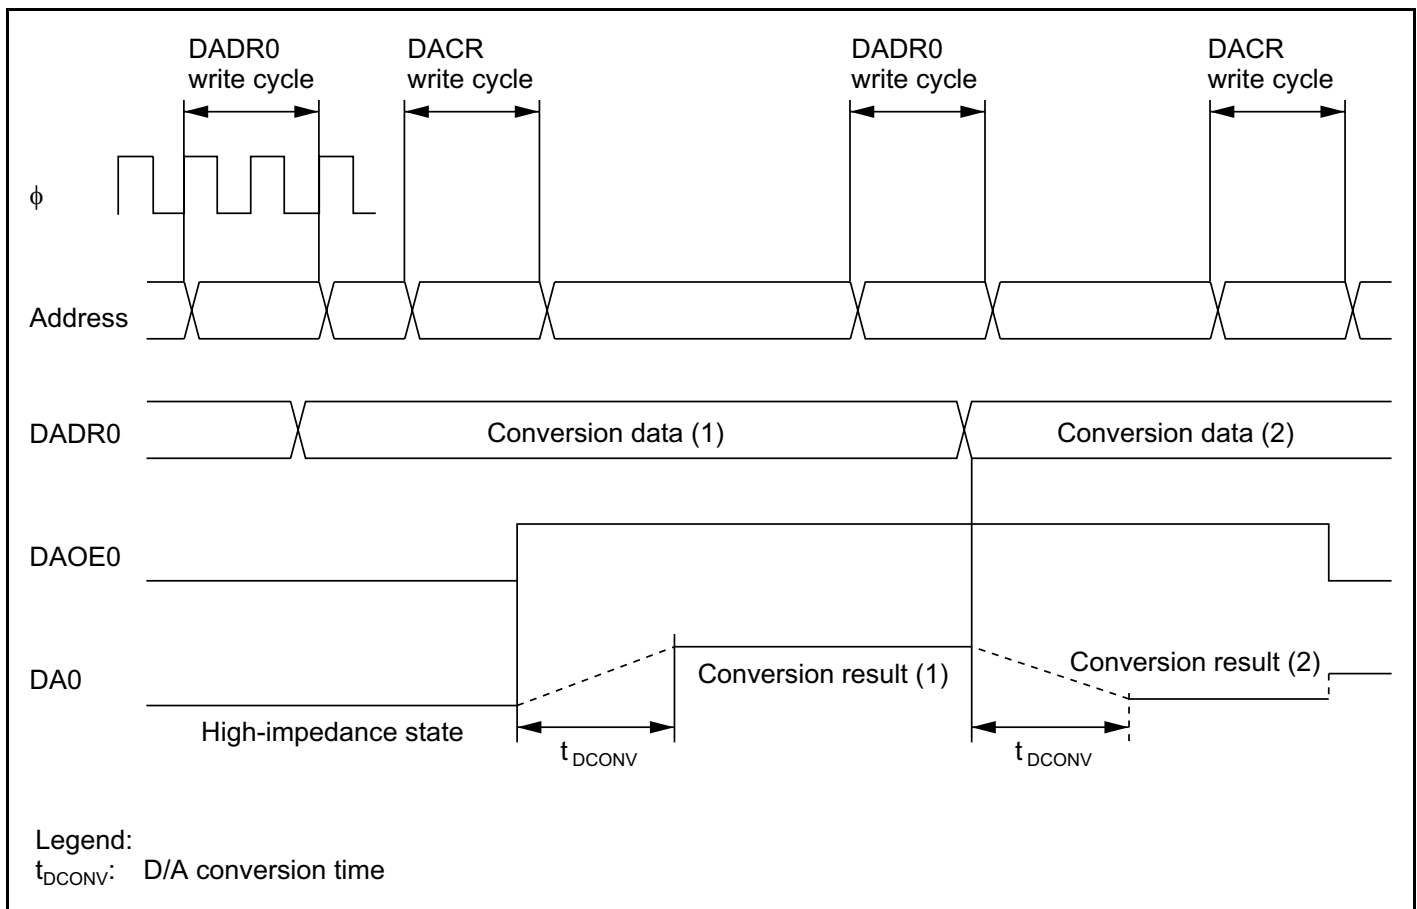 DADR0
write cycle
DACR
write cycle
DADR0
write cycle
DACR
write cycle
ϕ
Address
DADR0
Conversion data (1)
Conversion data (2)
DAOE0
DA0
Conversion result (1)
Conversion result (2)
High-impedance state
t DCONV
t DCONV
Legend:
tDCONV: D/A conversion time